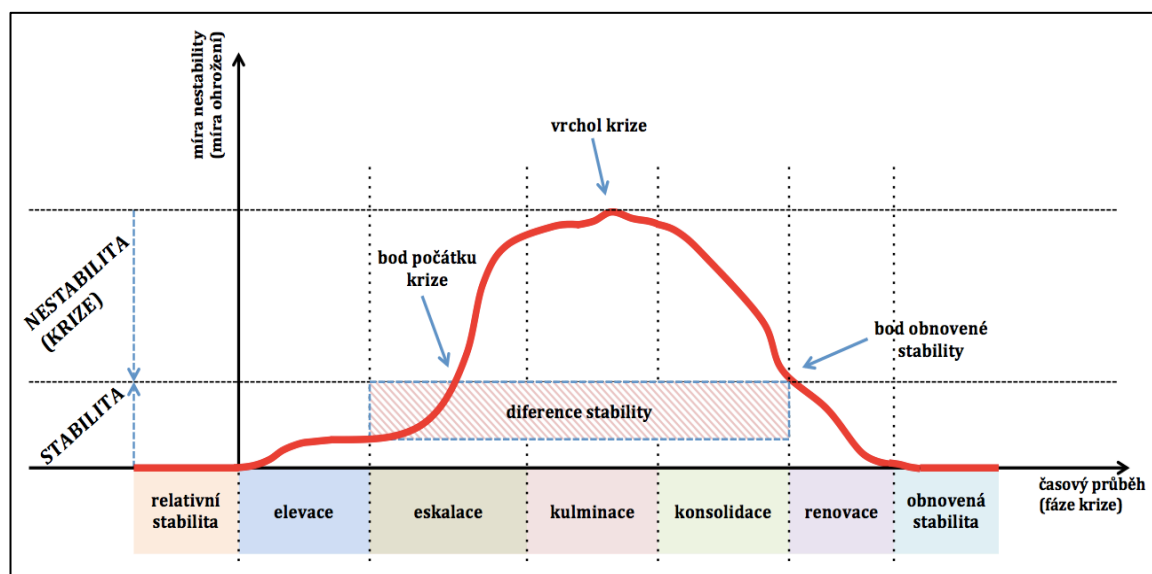 míra nestability
(míra ohrožení)
vrchol krize
bod počátku
krize
NESTABILITA
(KRIZE)
bod obnovené
stability
STABILITA
diference stability
relativní
stabilita
elevace
eskalace
kulminace
konsolidace
renovace
obnovená
stabilita
časový průběh
(fáze krize)